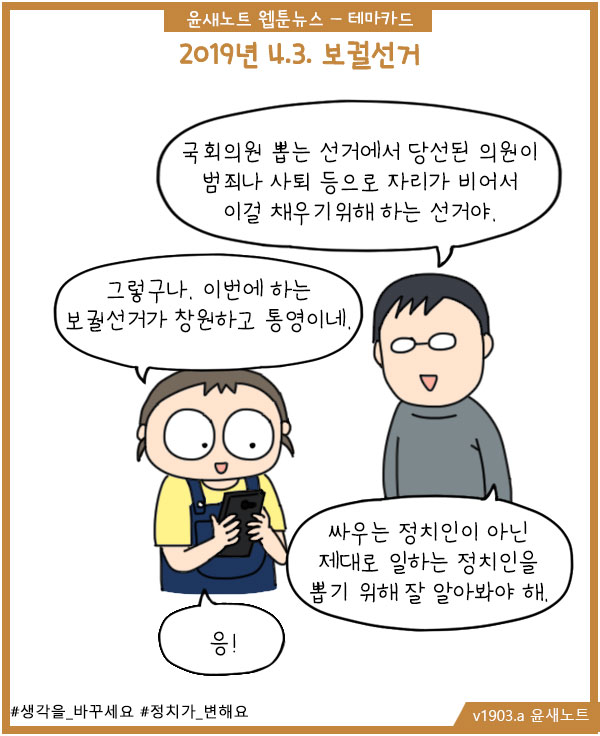 윤새노트 웹툰뉴스 - 테마카드
2019년 4.3. 보궐선거
국회의원 뽑는 선거에서 당선된 의원이
범죄나 사퇴 등으로 자리가 비어서
이걸 채우기위해 하는 선거야.
그렇구나. 이번에 하는
보궐선거가 창원하고 통영이네.
싸우는 정치인이 아닌
제대로 일하는 정치인을
뽑기 위해 잘 알아봐야 해.
응!
#생각을_바꾸세요 #정치가_변해요
v1903.a 윤새노트